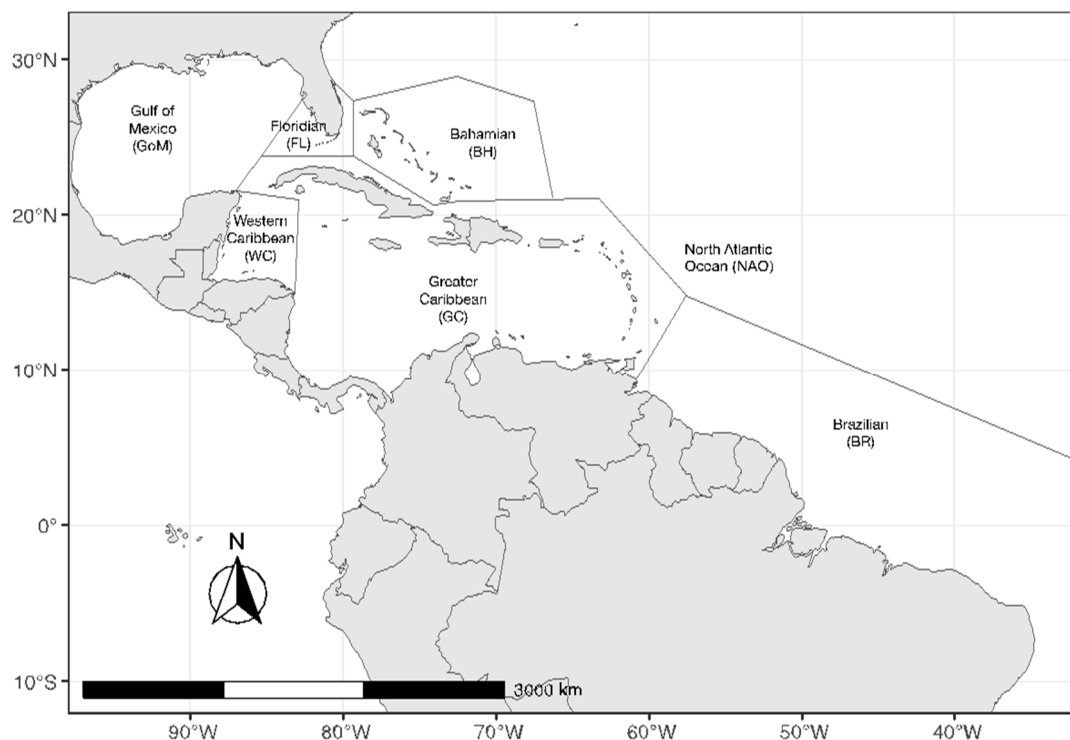 30°N
20°N
10°N
0°
10°S
Gulf of
Mexico
(GoM)
Floridian
(FL)
Bahamian
(BH)
Western
Caribbean
(WC)
Greater
Caribbean
(GC)
North Atlantic
Ocean (NAO)
Brazilian
(BR)
N
3000 km
90°W
80°W
70°W
60°W
50°W
40°W